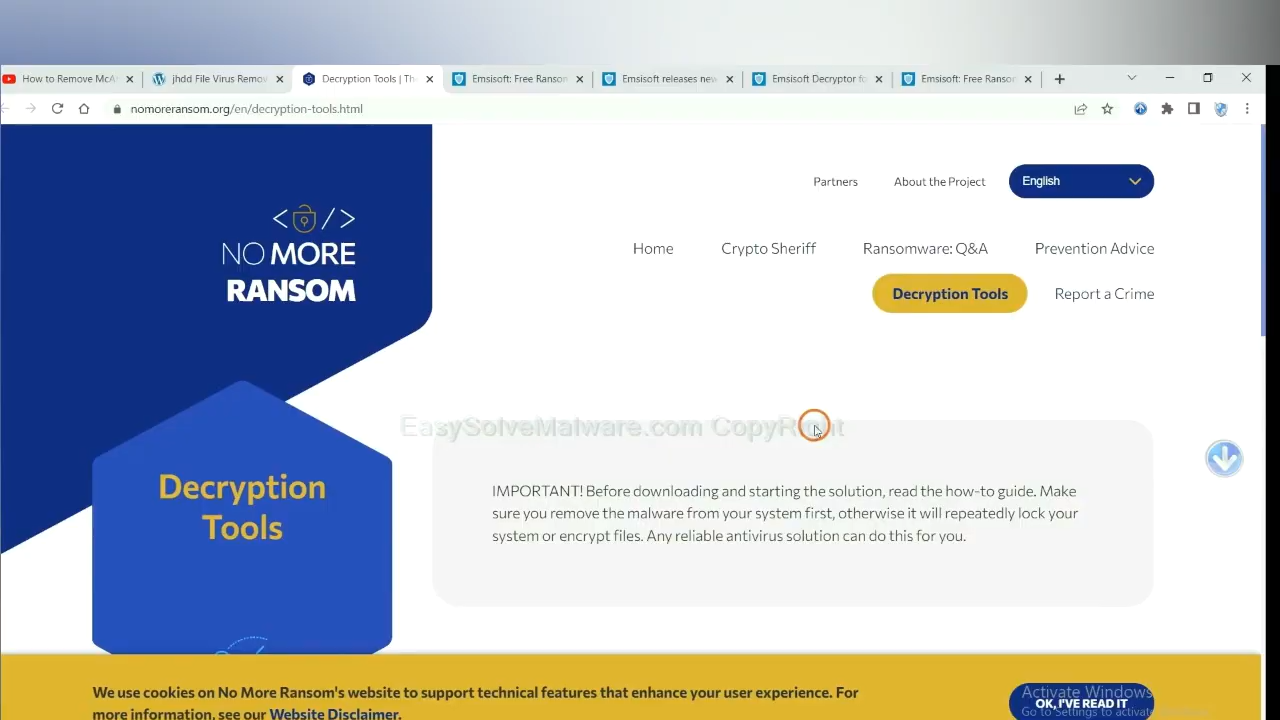 How to Remove McA
jhdd File Virus Remov
Decryption Tools | Th
Emsisoft: Free Ranson
Emsisoft releases new
Emsisoft Decryptor fo
Emsisoft: Free Ranson
nomoreransom.org/en/decryption-tools.html
Partners
About the Project
English
</>
NO MORE
RANSOM
Home
Crypto Sheriff
Ransomware: Q&A
Prevention Advice
Decryption Tools
Report a Crime
EasySolveMalware.com CopyRight
Decryption
Tools
IMPORTANT! Before downloading and starting the solution, read the how-to guide. Make
sure you remove the malware from your system first, otherwise it will repeatedly lock your
system or encrypt files. Any reliable antivirus solution can do this for you.
We use cookies on No More Ransom's website to support technical features that enhance your user experience. For
more information, see our Website Disclaimer.
OK, I'VE READ IT
Activate Windows
Go to Settings to activate